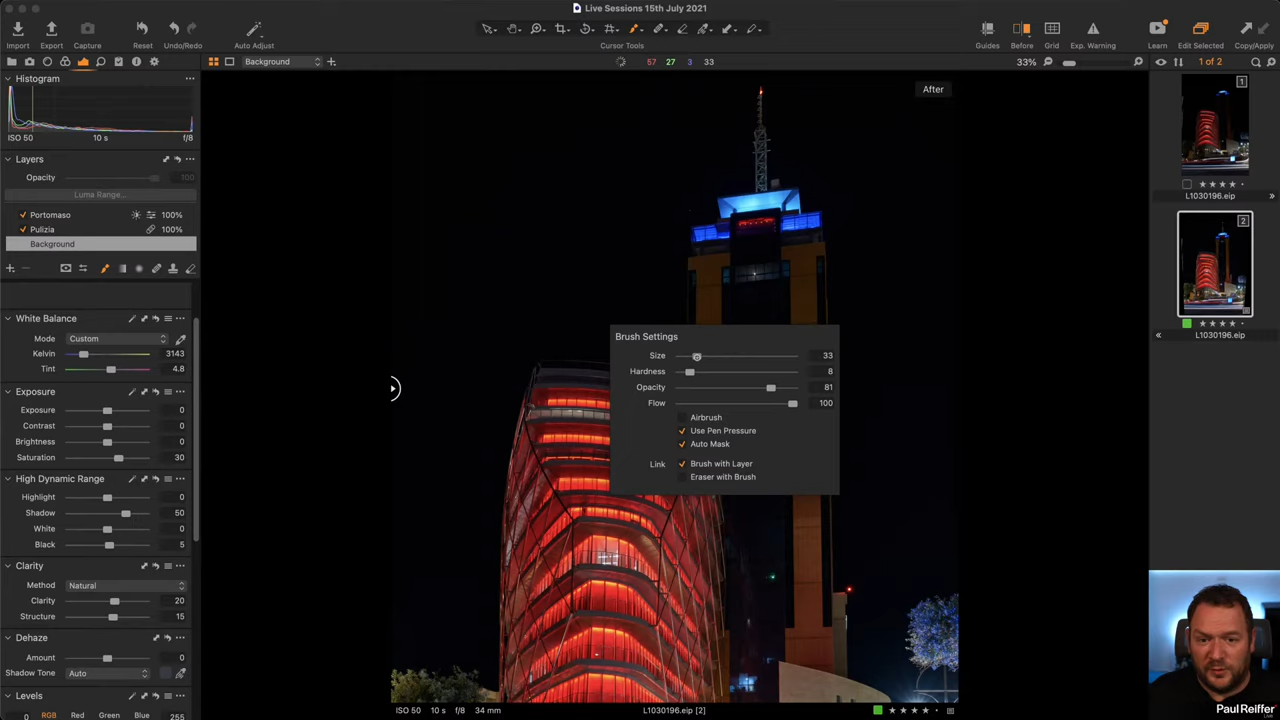 Live Sessions 15th July 2021
Import Export Capture Reset Undo/Redo Auto Adjust Cursor Tools Guides Before Grid Exp. Warning Learn Edit Selected Copy/Apply
Background 57 27 3 33 33% 1 of 2
Histogram
ISO 50 10 s f/8
Layers
Opacity 100
Luma Range...
Portomaso 100%
Pulizia 100%
Background
White Balance
Mode Custom
Kelvin 3143
Tint 4.8
Exposure
Exposure 0
Contrast 0
Brightness 0
Saturation 30
High Dynamic Range
Highlight 0
Shadow 50
White 0
Black 5
Clarity
Method Natural
Clarity 20
Structure 15
Dehaze
Amount 0
Shadow Tone Auto
Levels
0 RGB Red Green Blue 255
After
Brush Settings
Size 33
Hardness 8
Opacity 81
Flow 100
Airbrush
Use Pen Pressure
Auto Mask
Link Brush with Layer
Eraser with Brush
ISO 50 10 s f/8 34 mm L1030196.eip [2]
1
L1030196.eip
2
L1030196.eip
Paul Reiffer
Live